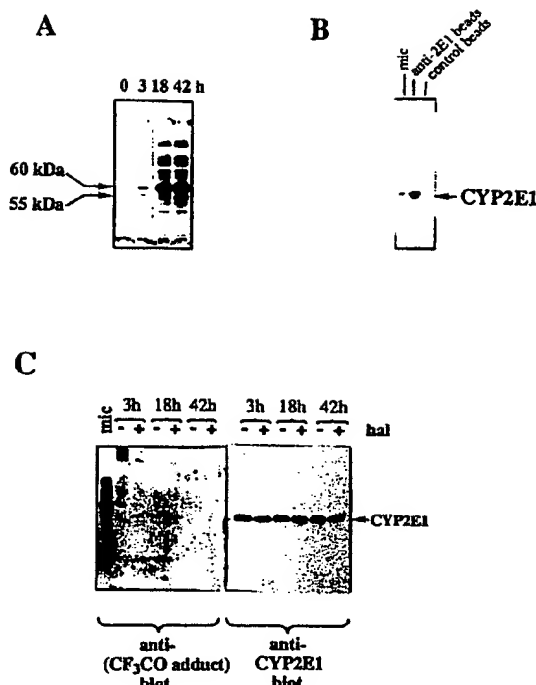 A
0 3 18 42 h
60 kDa
55 kDa
B
mic
anti-2E1 beads
control beads
CYP2E1
C
mic
3h 18h 42h 3h 18h 42h
- + - + - + - + - + - + hal
CYP2E1
anti- anti-
(CF₃CO adduct) CYP2E1
blot blot